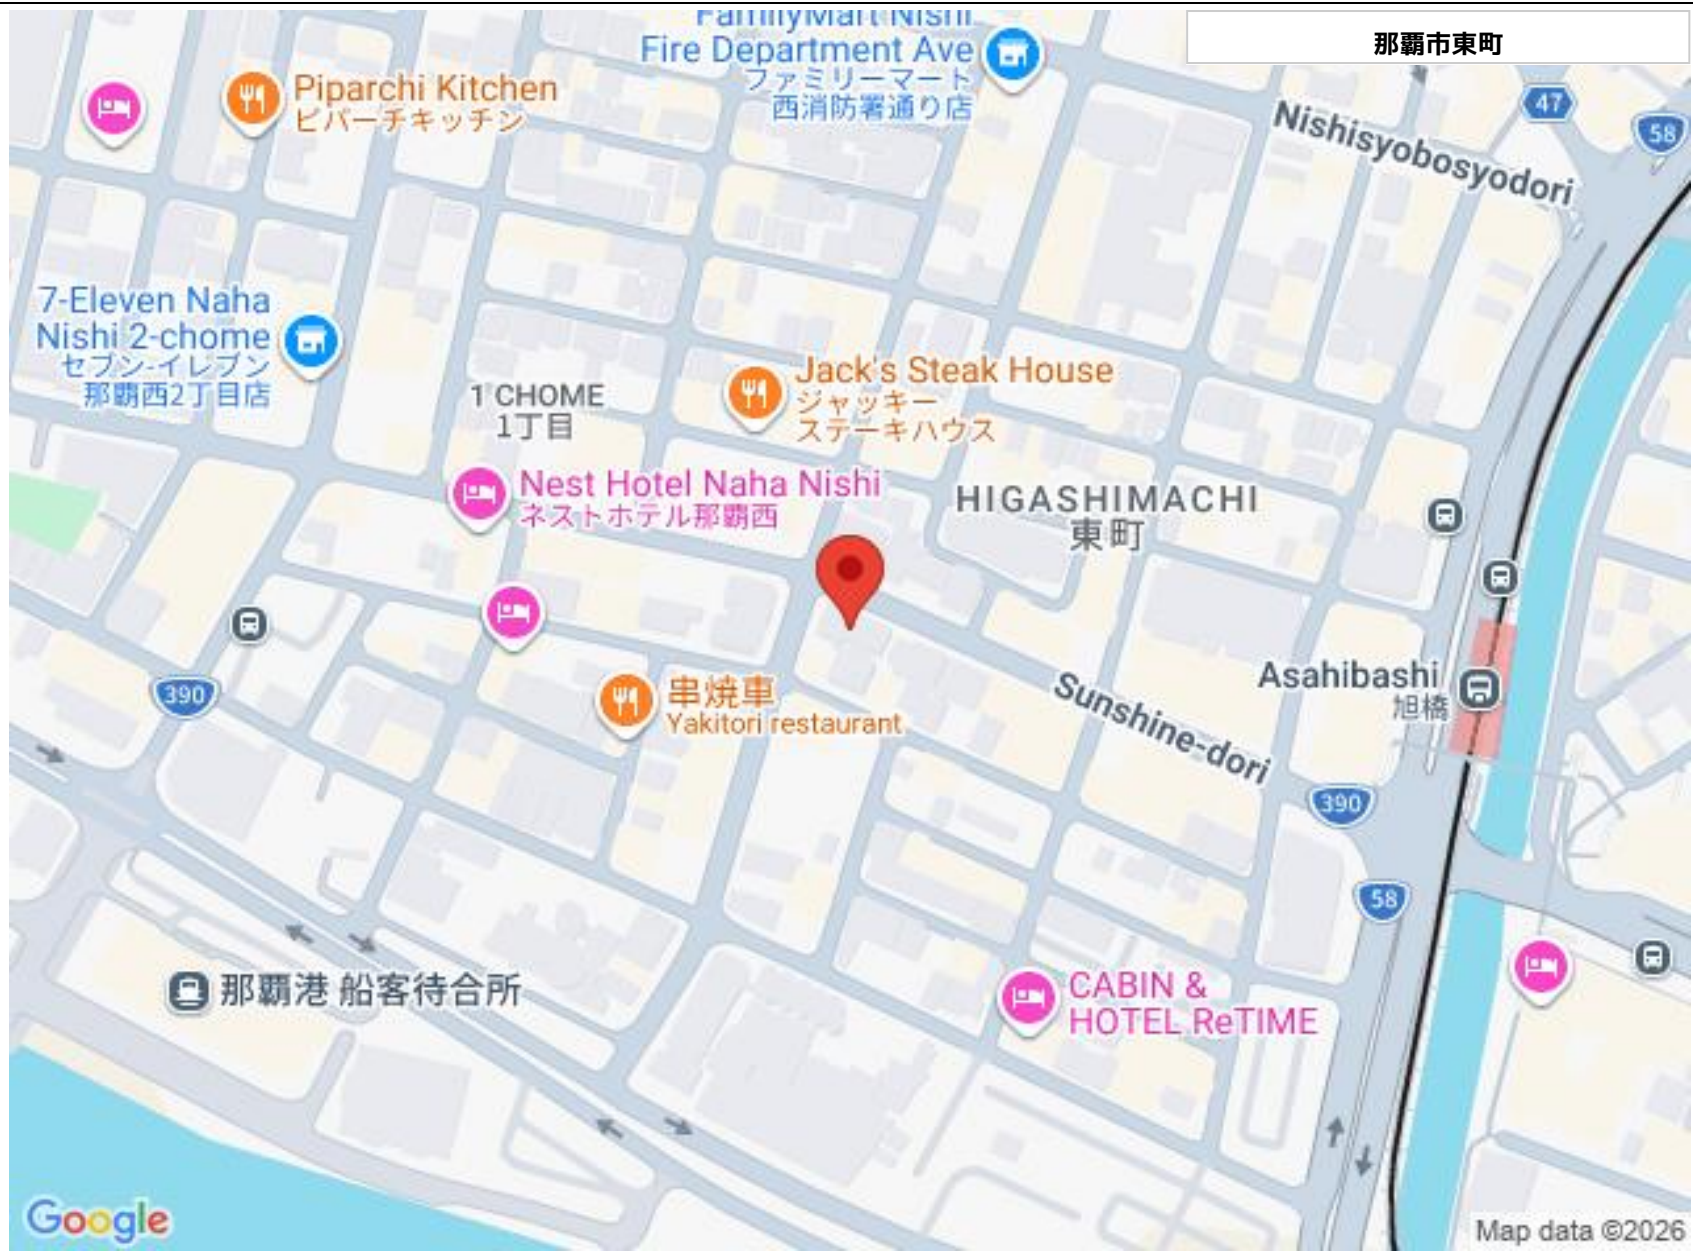 FamilyMart Nishi
Fire Department Ave
ファミリーマート
西消防署通り店
那覇市東町
Piparchi Kitchen
ピパーチキッチン
47
58
Nishisyobosyodori
7-Eleven Naha
Nishi 2-chome
セブン-イレブン
那覇西2丁目店
1 CHOME
1丁目
Jack's Steak House
ジャッキー
ステーキハウス
Nest Hotel Naha Nishi
ネストホテル那覇西
HIGASHIMACHI
東町
390
串焼車
Yakitori restaurant
Asahibashi
旭橋
Sunshine-dori
390
58
那覇港 船客待合所
CABIN &
HOTEL ReTIME
Google
Map data ©2026